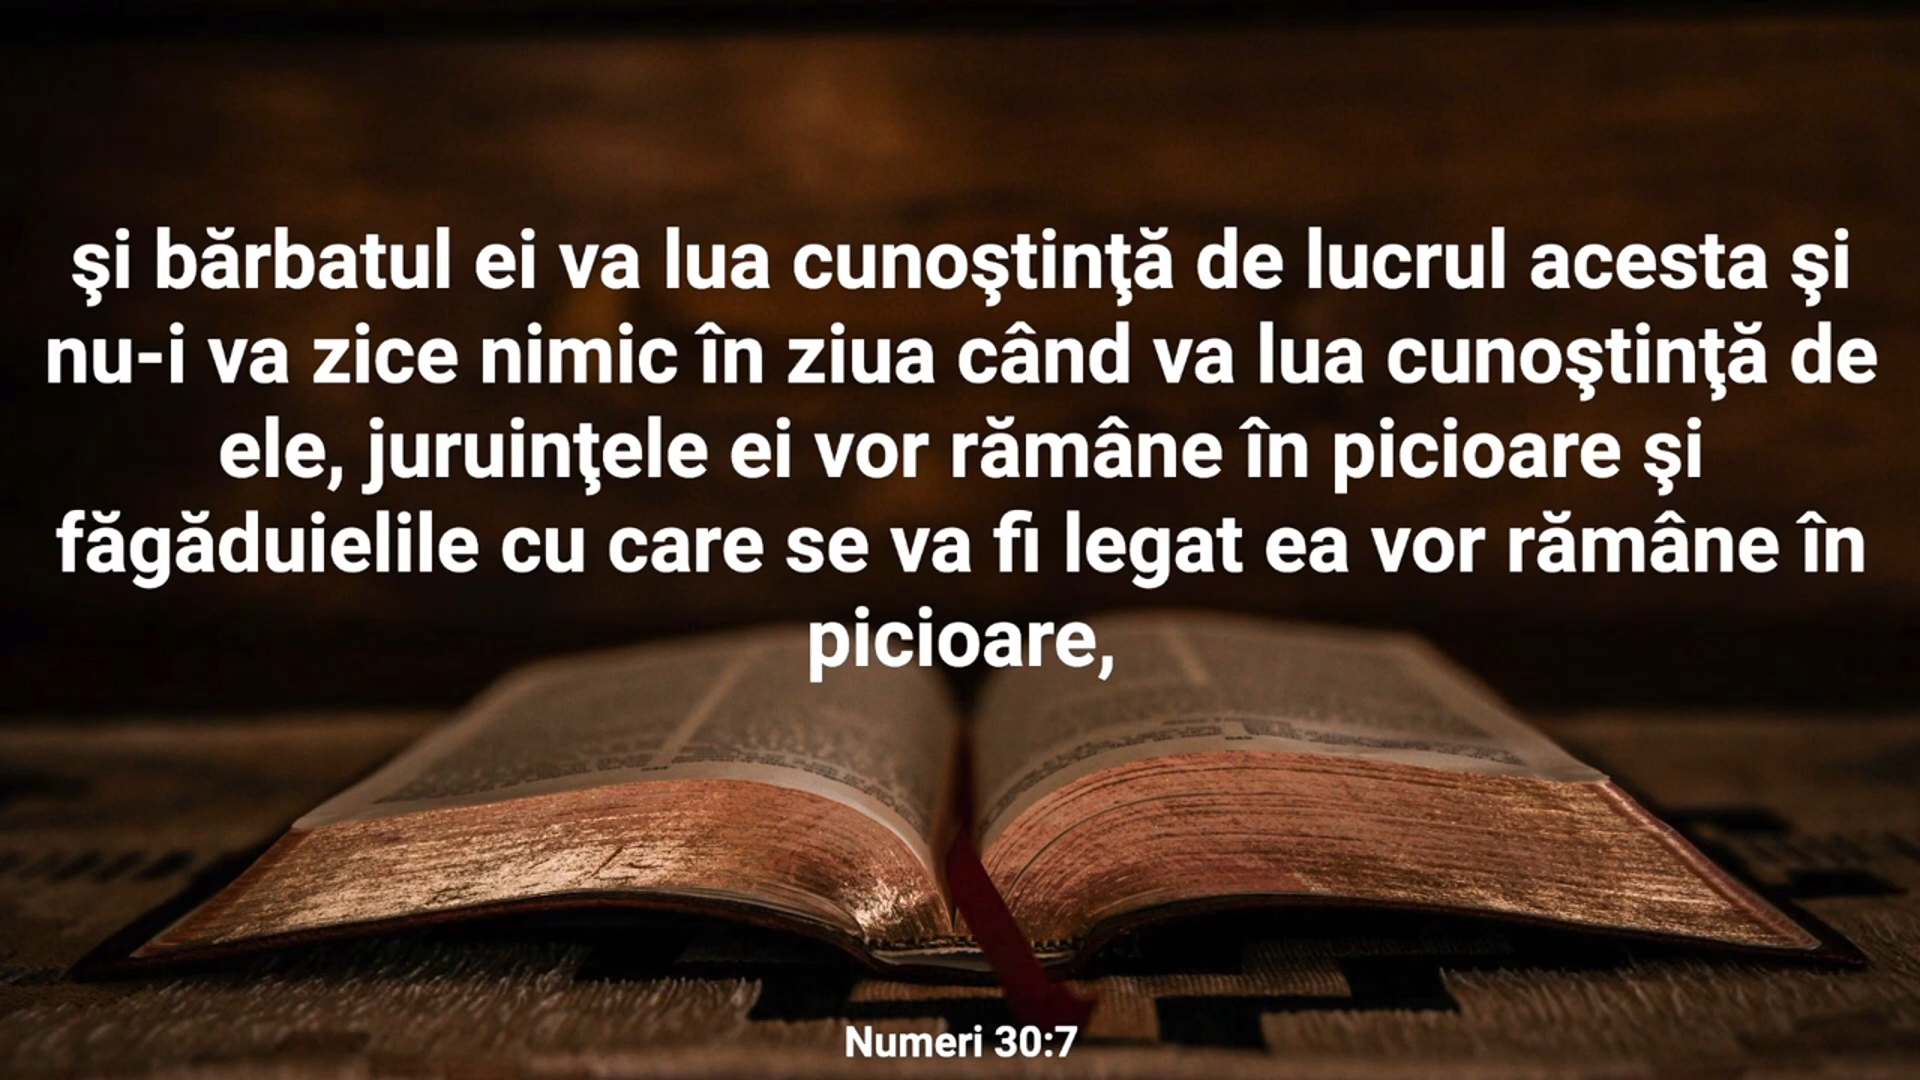 şi bărbatul ei va lua cunoştinţă de lucrul acesta şi
nu-i va zice nimic în ziua când va lua cunoştinţă de
ele, juruinţele ei vor rămâne în picioare şi
făgăduielile cu care se va fi legat ea vor rămâne în
picioare,
Numeri 30:7